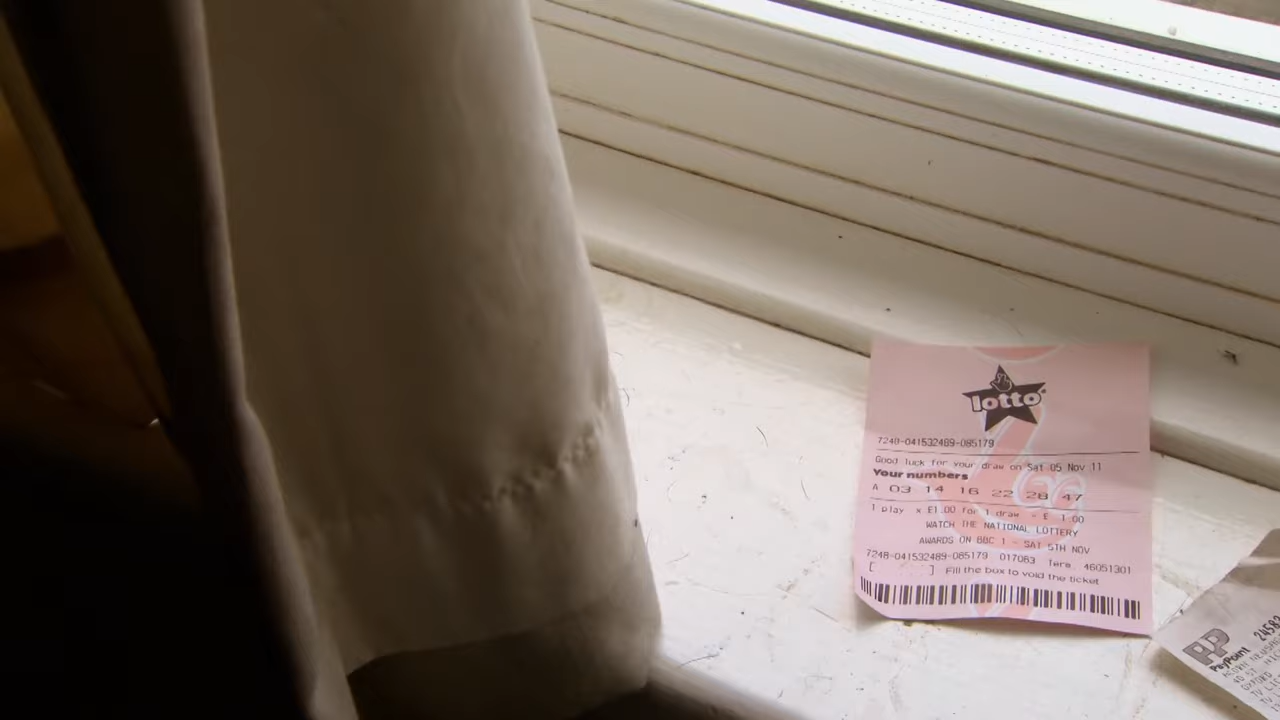 lotto
7240-041532489-085179
Good luck for your draw on Sat 05 Nov 11
Your numbers
A 03 14 16 22 28 47
1 play x £1.00 for 1 draw = £ 1.00
WATCH THE NATIONAL LOTTERY
AWARDS ON BBC 1 - SAT 5TH NOV
7248-041532489-085179 017083 Term. 46051301
[ ] Fill the box to void the ticket
PayPoint